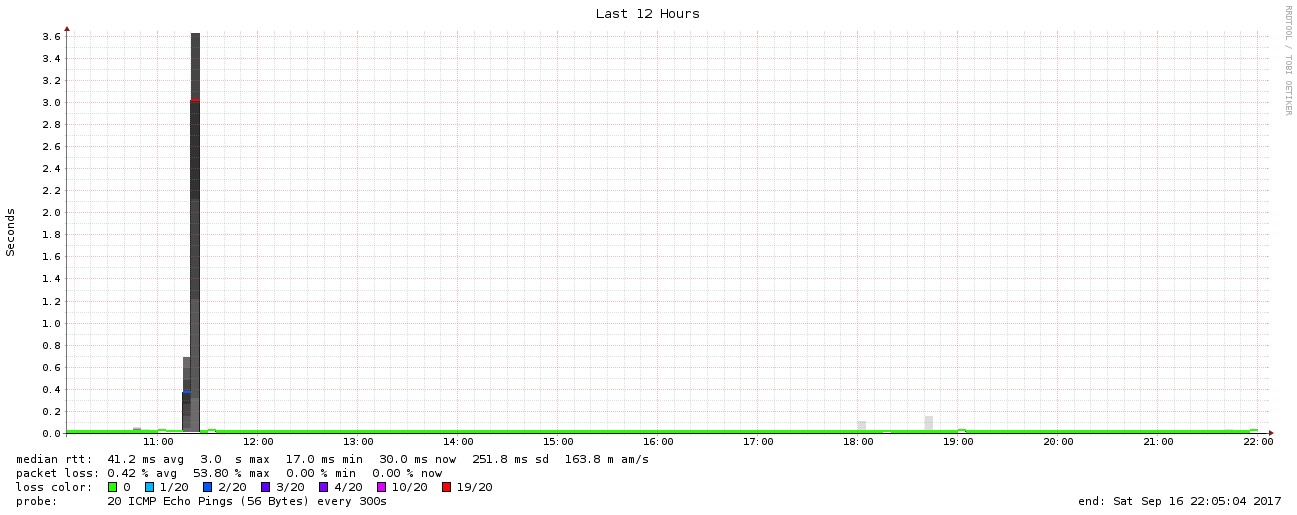 Last 12 Hours
RRDTOOL / TOBI OETIKER
Seconds
3.6
3.4
3.2
3.0
2.8
2.6
2.4
2.2
2.0
1.8
1.6
1.4
1.2
1.0
0.8
0.6
0.4
0.2
0.0
11:00 12:00 13:00 14:00 15:00 16:00 17:00 18:00 19:00 20:00 21:00 22:00
median rtt: 41.2 ms avg 3.0 s max 17.0 ms min 30.0 ms now 251.8 ms sd 163.8 m am/s
packet loss: 0.42 % avg 53.80 % max 0.00 % min 0.00 % now
loss color: 0 1/20 2/20 3/20 4/20 10/20 19/20
probe: 20 ICMP Echo Pings (56 Bytes) every 300s end: Sat Sep 16 22:05:04 2017